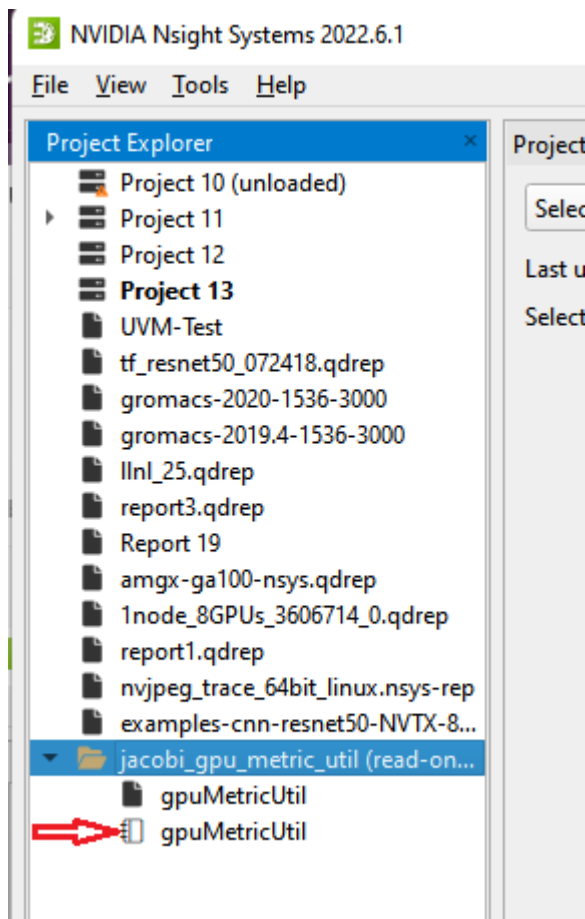 NVIDIA Nsight Systems 2022.6.1
File View Tools Help
Project Explorer
Project 10 (unloaded)
Project 11
Project 12
Project 13
UVM-Test
tf_resnet50_072418.qdrep
gromacs-2020-1536-3000
gromacs-2019.4-1536-3000
llnl_25.qdrep
report3.qdrep
Report 19
amgx-ga100-nsys.qdrep
1node_8GPUs_3606714_0.qdrep
report1.qdrep
nvjpeg_trace_64bit_linux.nsys-rep
examples-cnn-resnet50-NVTX-8...
jacobi_gpu_metric_util (read-on...
gpuMetricUtil
gpuMetricUtil
Project
Selec
Last u
Select